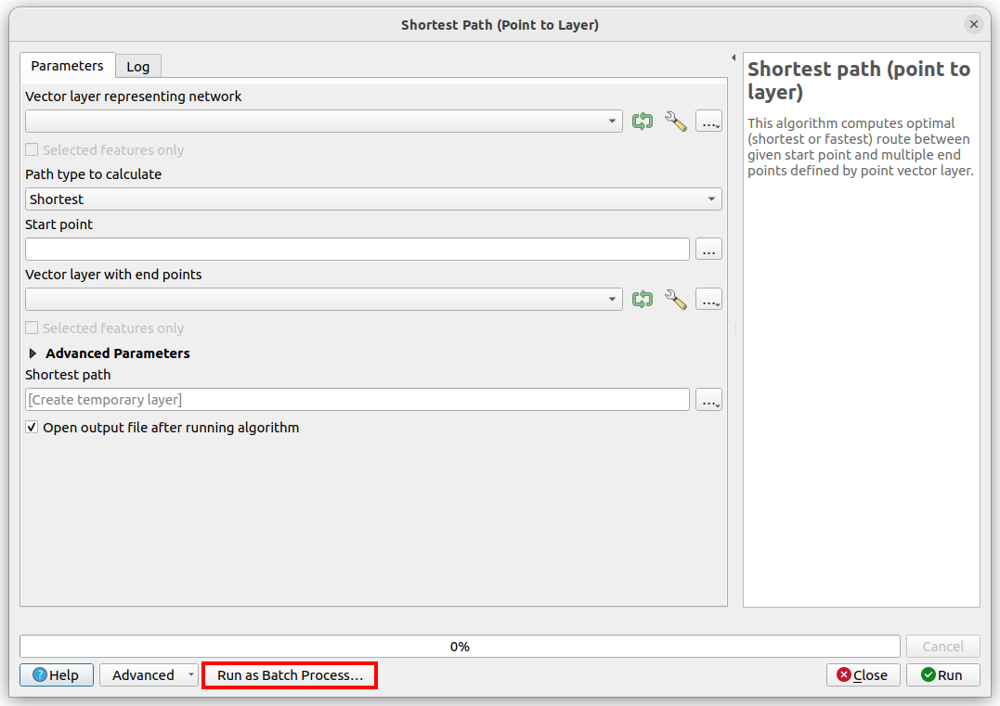 Shortest Path (Point to Layer)
Parameters
Log
Vector layer representing network
...
Selected features only
Path type to calculate
Shortest
Start point
...
Vector layer with end points
...
Selected features only
Advanced Parameters
Shortest path
[Create temporary layer]
...
Open output file after running algorithm
Shortest path (point to
layer)
This algorithm computes optimal
(shortest or fastest) route between
given start point and multiple end
points defined by point vector layer.
0%
Cancel
Help
Advanced
Run as Batch Process...
Close
Run